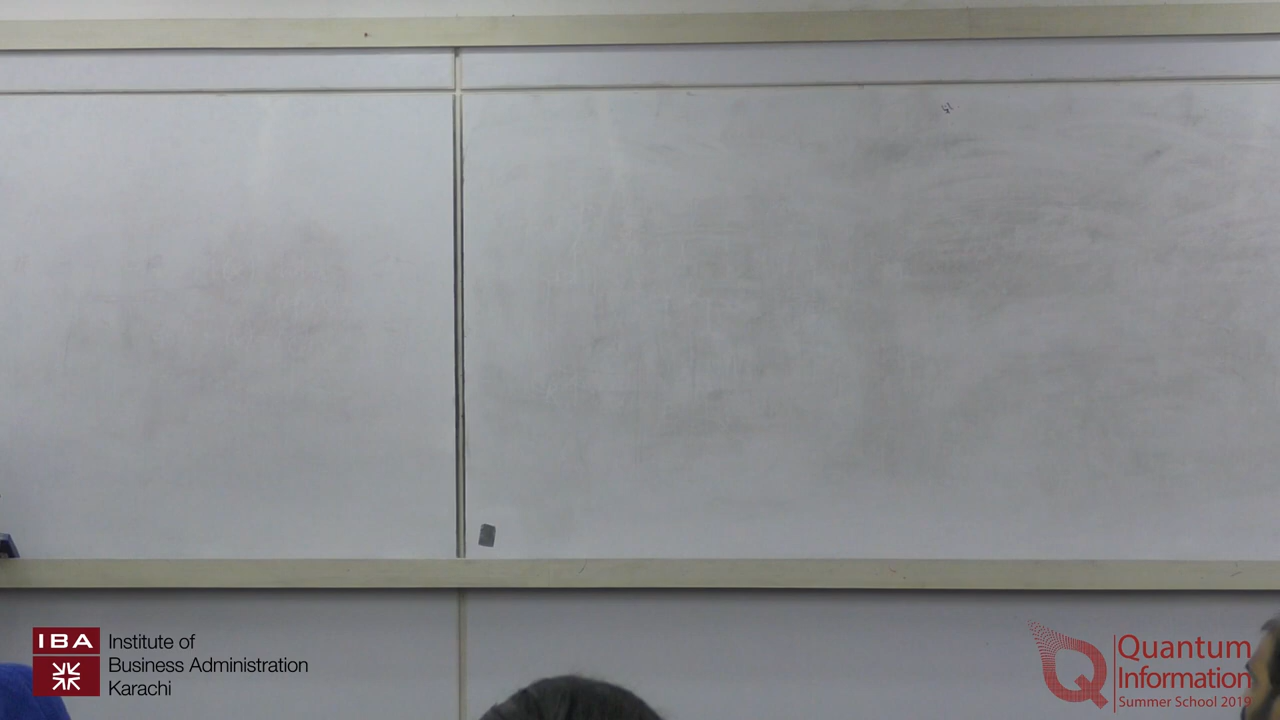 IBA
Institute of
Business Administration
Karachi
Quantum
Information
Summer School 2019